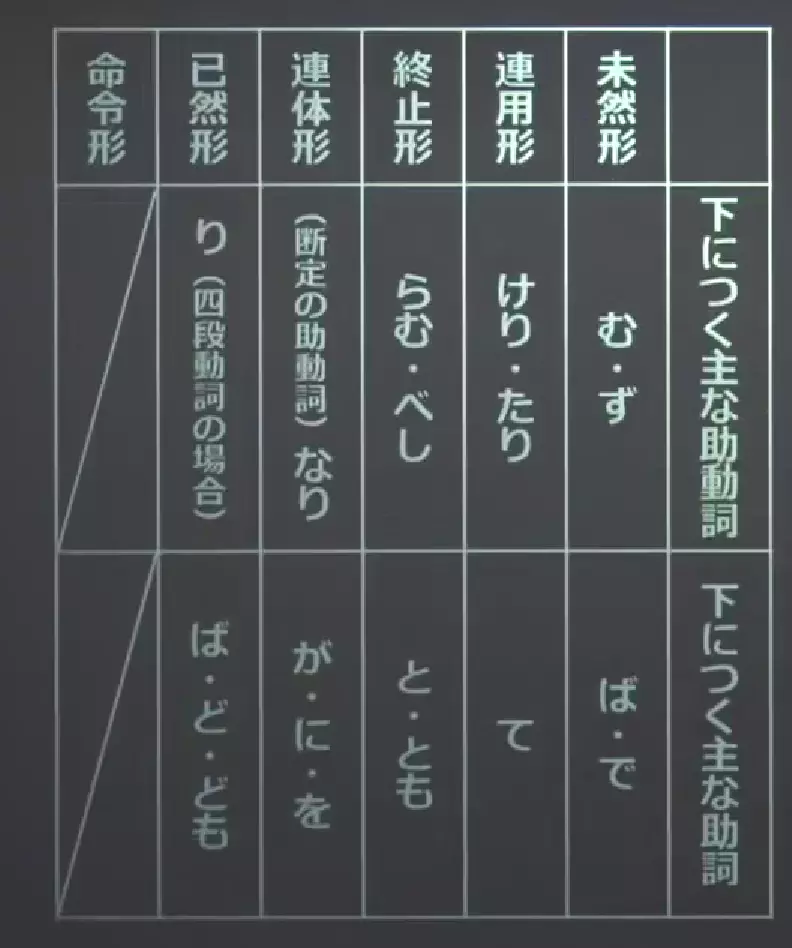 下につく主な助動詞
下につく主な助詞
未然形
む・ず
ば・で
連用形
けり・たり
て
終止形
らむ・べし
と・とも
連体形
（断定の助動詞）なり
が・に・を
已然形
り（四段動詞の場合）
ば・ど・ども
命令形